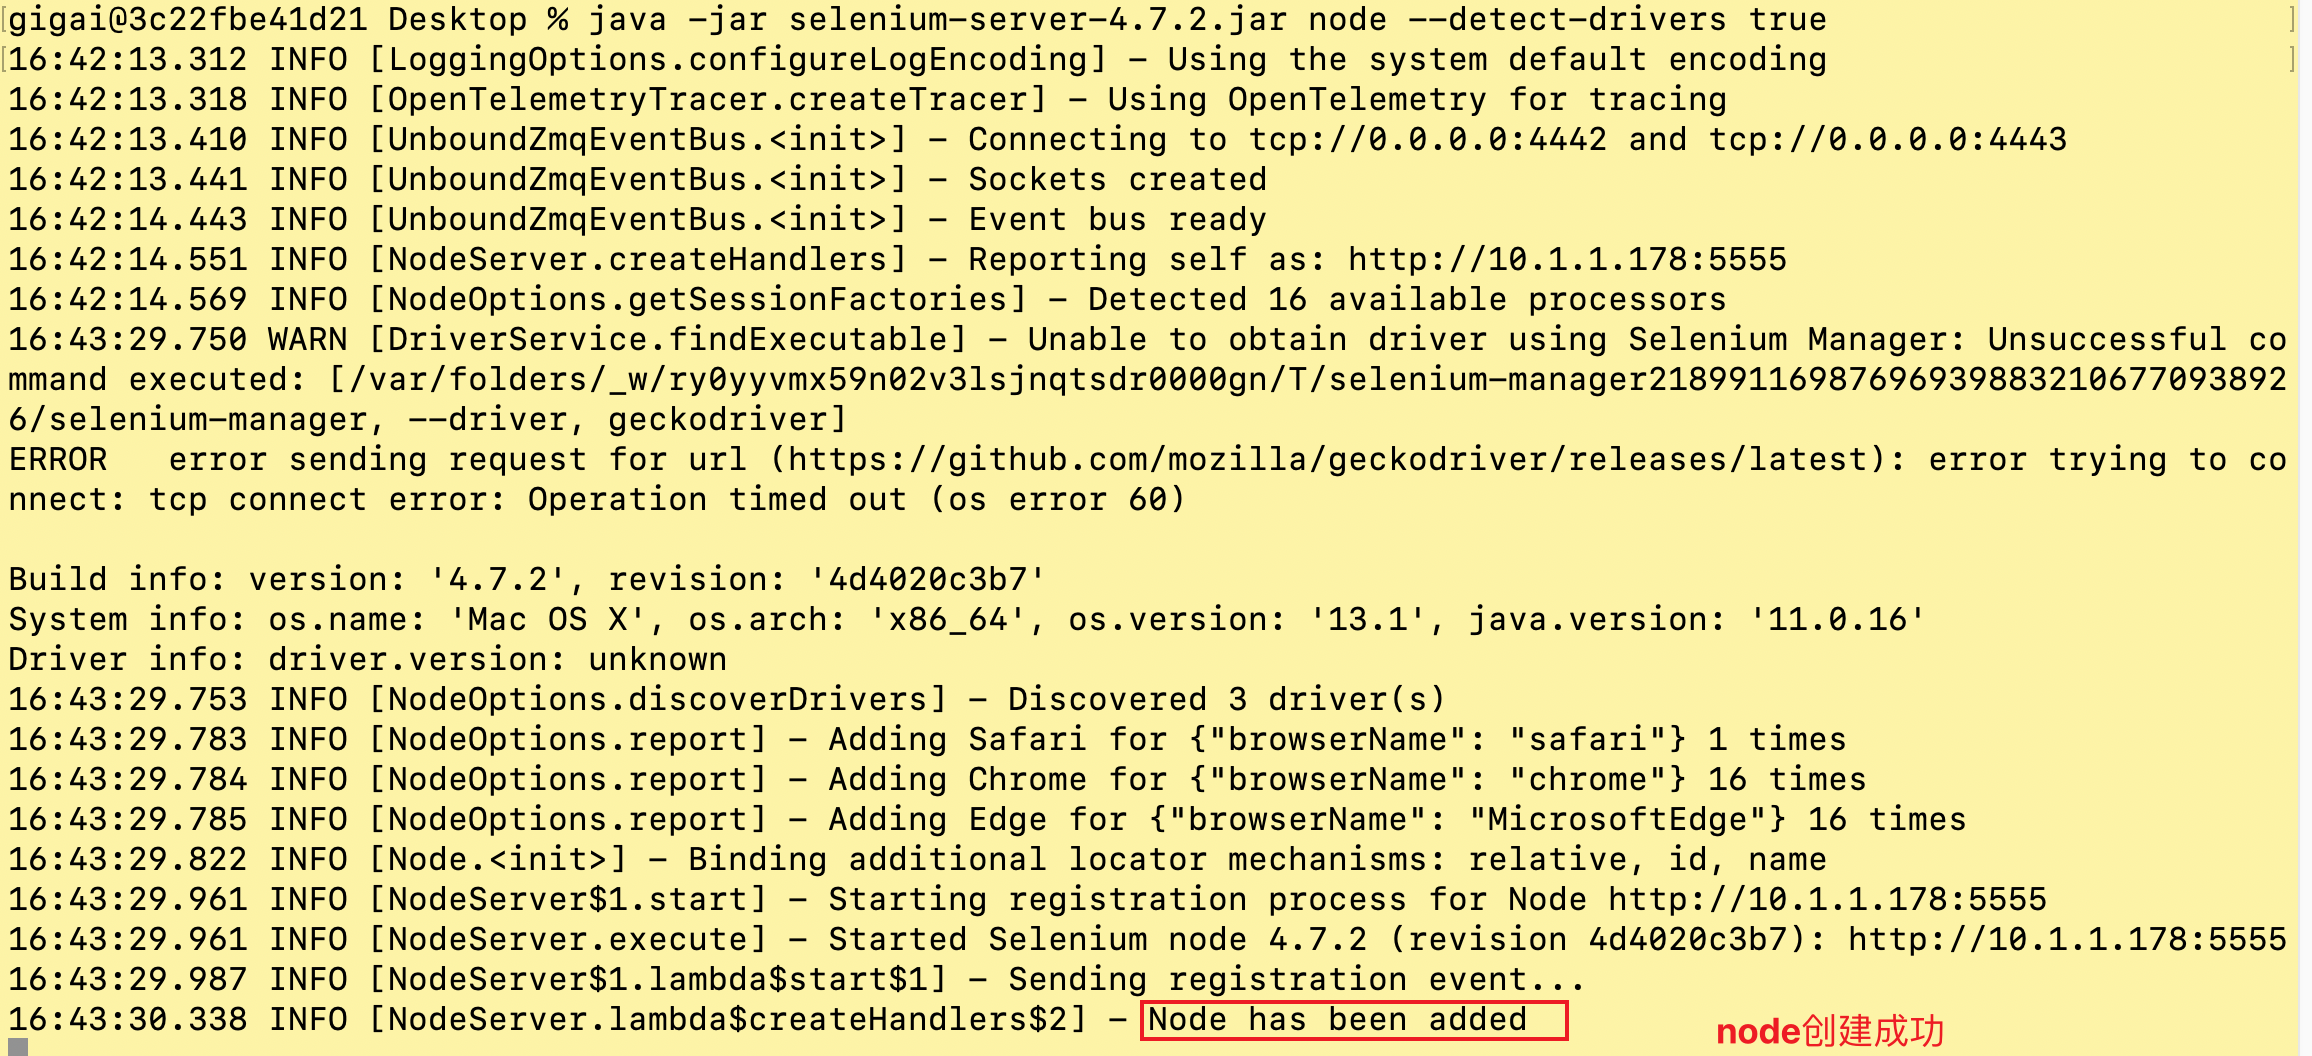 gigai@3c22fbe41d21 Desktop % java -jar selenium-server-4.7.2.jar node --detect-drivers true
16:42:13.312 INFO [LoggingOptions.configureLogEncoding] - Using the system default encoding
16:42:13.318 INFO [OpenTelemetryTracer.createTracer] - Using OpenTelemetry for tracing
16:42:13.410 INFO [UnboundZmqEventBus.<init>] - Connecting to tcp://0.0.0.0:4442 and tcp://0.0.0.0:4443
16:42:13.441 INFO [UnboundZmqEventBus.<init>] - Sockets created
16:42:14.443 INFO [UnboundZmqEventBus.<init>] - Event bus ready
16:42:14.551 INFO [NodeServer.createHandlers] - Reporting self as: http://10.1.1.178:5555
16:42:14.569 INFO [NodeOptions.getSessionFactories] - Detected 16 available processors
16:43:29.750 WARN [DriverService.findExecutable] - Unable to obtain driver using Selenium Manager: Unsuccessful co
mmand executed: [/var/folders/_w/ry0yyvmx59n02v3lsjnqtsdr0000gn/T/selenium-manager218991169876969398832106770938992
6/selenium-manager, --driver, geckodriver]
ERROR   error sending request for url (https://github.com/mozilla/geckodriver/releases/latest): error trying to co
nnect: tcp connect error: Operation timed out (os error 60)
Build info: version: '4.7.2', revision: '4d4020c3b7'
System info: os.name: 'Mac OS X', os.arch: 'x86_64', os.version: '13.1', java.version: '11.0.16'
Driver info: driver.version: unknown
16:43:29.753 INFO [NodeOptions.discoverDrivers] - Discovered 3 driver(s)
16:43:29.783 INFO [NodeOptions.report] - Adding Safari for {"browserName": "safari"} 1 times
16:43:29.784 INFO [NodeOptions.report] - Adding Chrome for {"browserName": "chrome"} 16 times
16:43:29.785 INFO [NodeOptions.report] - Adding Edge for {"browserName": "MicrosoftEdge"} 16 times
16:43:29.822 INFO [Node.<init>] - Binding additional locator mechanisms: relative, id, name
16:43:29.961 INFO [NodeServer$1.start] - Starting registration process for Node http://10.1.1.178:5555
16:43:29.961 INFO [NodeServer.execute] - Started Selenium node 4.7.2 (revision 4d4020c3b7): http://10.1.1.178:5555
16:43:29.987 INFO [NodeServer$1.lambda$start$1] - Sending registration event...
16:43:30.338 INFO [NodeServer.lambda$createHandlers$2] - Node has been added
node创建成功